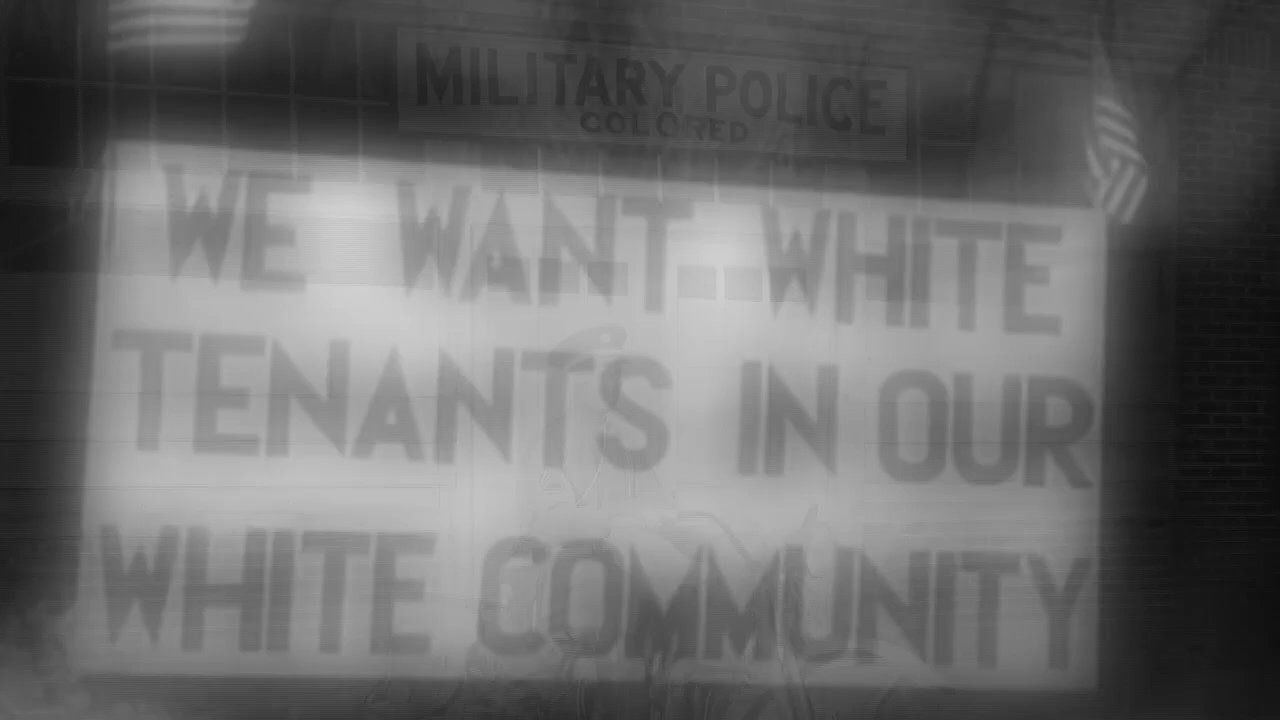 MILITARY POLICE
COLORED
WE WANT WHITE
TENANTS IN OUR
WHITE COMMUNITY